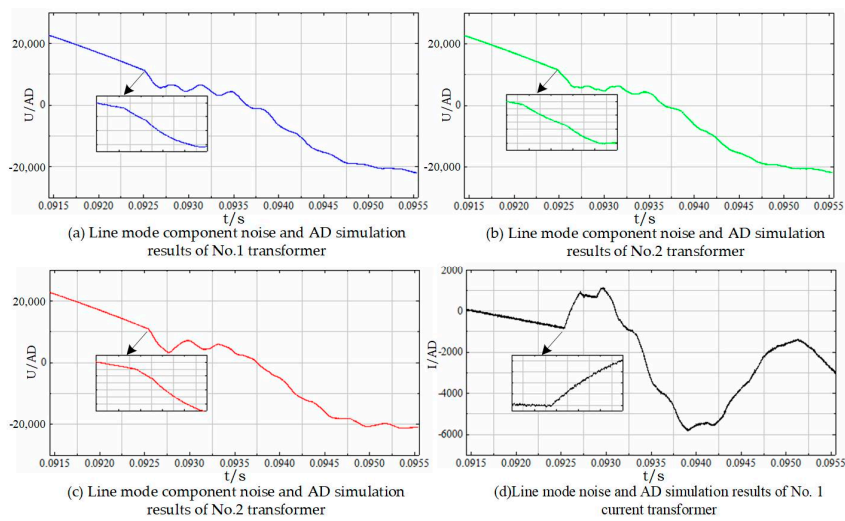 20,000
0
-20,000
U/AD
0.0915 0.0920 0.0925 0.0930 0.0935 0.0940 0.0945 0.0950 0.0955
t/s
(a) Line mode component noise and AD simulation
results of No.1 transformer
20,000
0
-20,000
U/AD
0.0915 0.0920 0.0925 0.0930 0.0935 0.0940 0.0945 0.0950 0.0955
t/s
(b) Line mode component noise and AD simulation
results of No.2 transformer
20,000
0
-20,000
U/AD
0.0915 0.0920 0.0925 0.0930 0.0935 0.0940 0.0945 0.0950 0.0955
t/s
(c) Line mode component noise and AD simulation
results of No.2 transformer
2000
0
-2000
-4000
-6000
I/AD
0.0915 0.0920 0.0925 0.0930 0.0935 0.0940 0.0945 0.0950 0.0955
t/s
(d)Line mode noise and AD simulation results of No. 1
current transformer